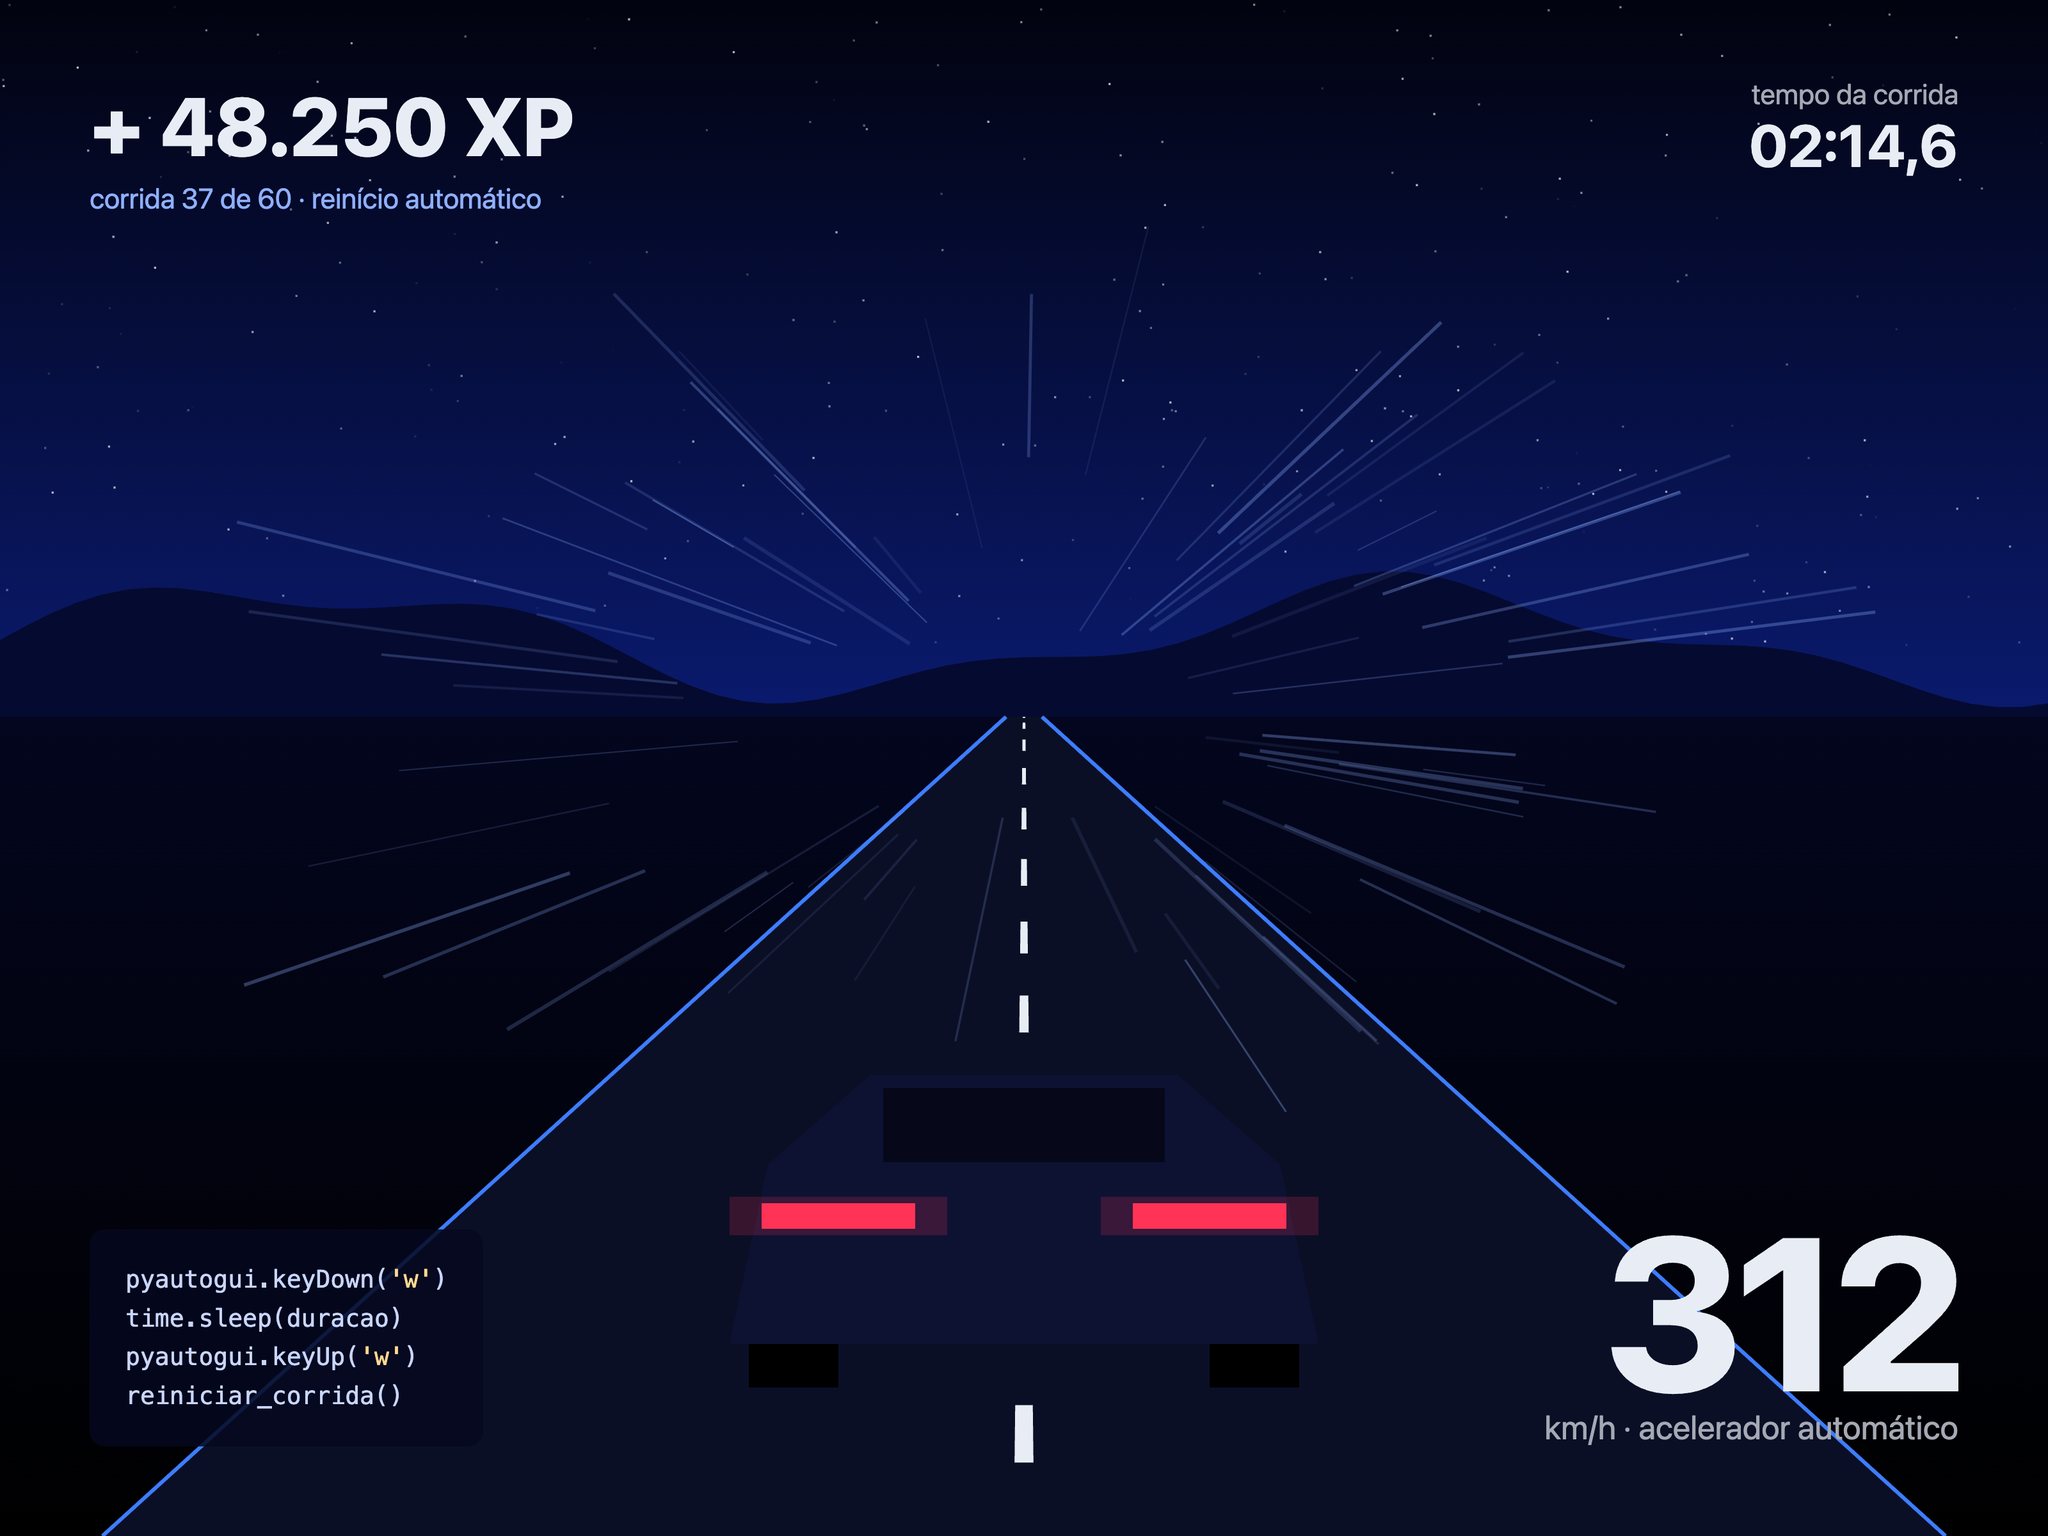 + 48.250 XP
corrida 37 de 60 · reinício automático
tempo da corrida
02:14,6
pyautogui.keyDown('w')
time.sleep(duracao)
pyautogui.keyUp('w')
reiniciar_corrida()
312
km/h · acelerador automático